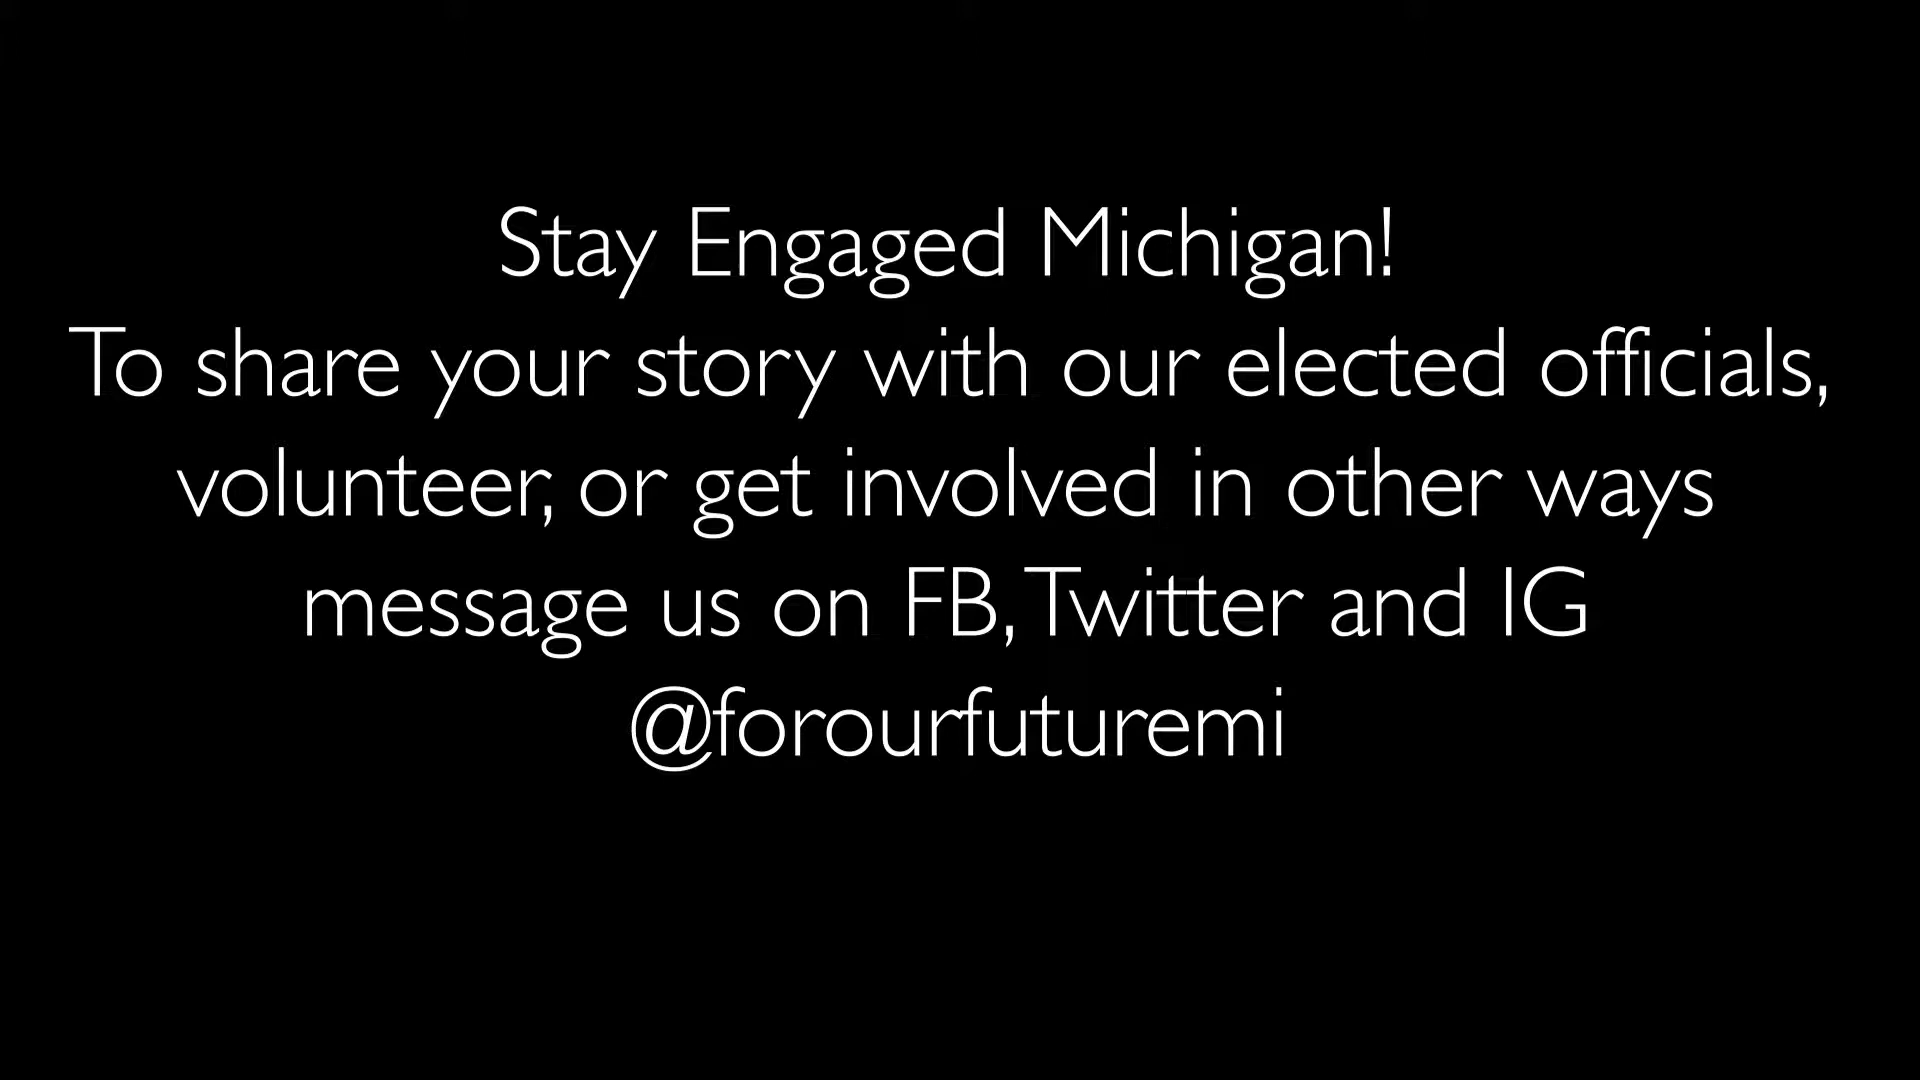 Stay Engaged Michigan!
To share your story with our elected officials,
volunteer, or get involved in other ways
message us on FB, Twitter and IG
@forourfuturemi